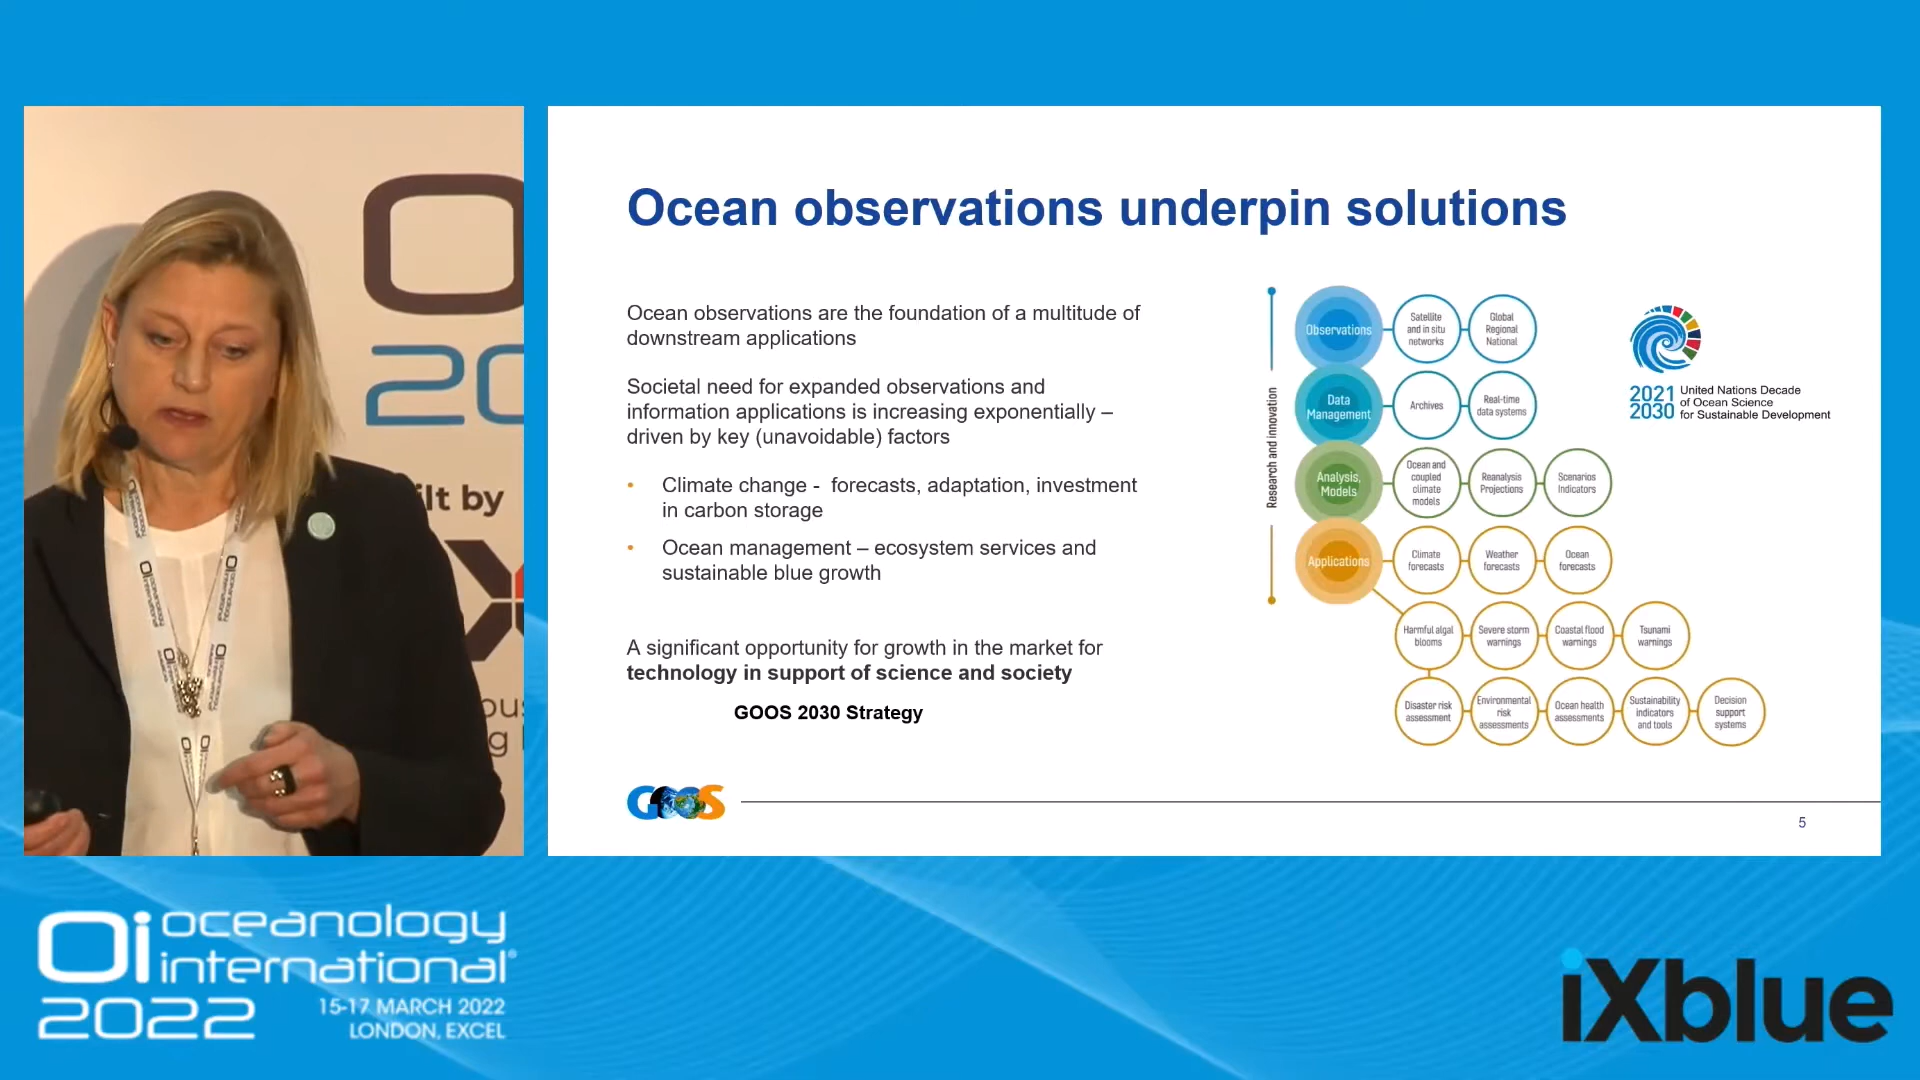 Ocean observations underpin solutions
Ocean observations are the foundation of a multitude of
downstream applications
Societal need for expanded observations and
information applications is increasing exponentially –
driven by key (unavoidable) factors
• Climate change - forecasts, adaptation, investment
in carbon storage
• Ocean management – ecosystem services and
sustainable blue growth
A significant opportunity for growth in the market for
technology in support of science and society
GOOS 2030 Strategy
Research and innovation
Observations
Satellite
and in situ
networks
Global
Regional
National
Data
Management
Archives
Real-time
data systems
Analysis,
Models
Ocean and
coupled
climate
models
Reanalysis
Projections
Scenarios
Indicators
Applications
Climate
forecasts
Weather
forecasts
Ocean
forecasts
Harmful algal
blooms
Severe storm
warnings
Coastal flood
warnings
Tsunami
warnings
Disaster risk
assessment
Environmental
risk
assessments
Ocean health
assessments
Sustainability
indicators
and tools
Decision
support
systems
2021
2030
United Nations Decade
of Ocean Science
for Sustainable Development
GOOS
5
ilt by
Oi oceanology
international®
2022
15-17 MARCH 2022
LONDON, EXCEL
iXblue